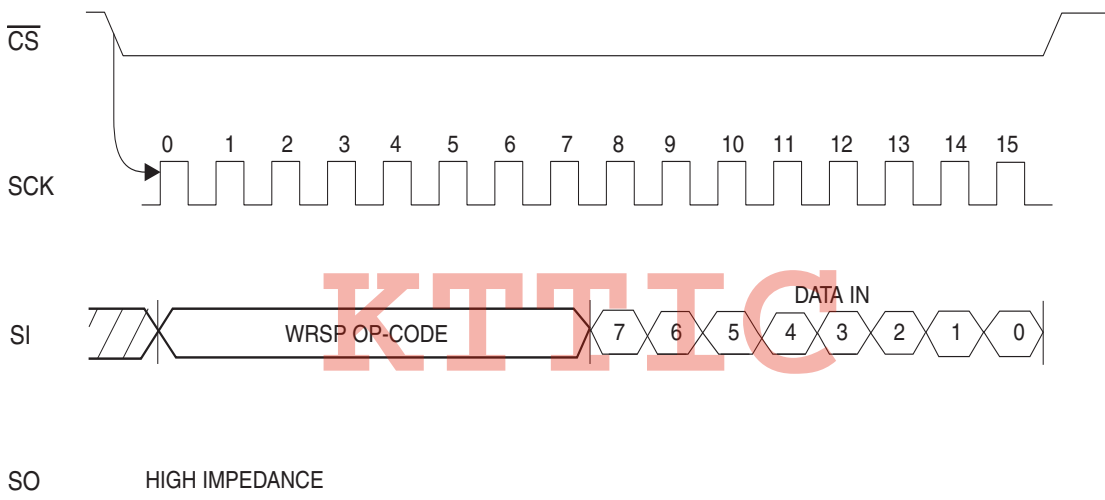 CS
0 1 2 3 4 5 6 7 8 9 10 11 12 13 14 15
SCK
KTTIC
DATA IN
SI WRSP OP-CODE 7 6 5 4 3 2 1 0
SO HIGH IMPEDANCE